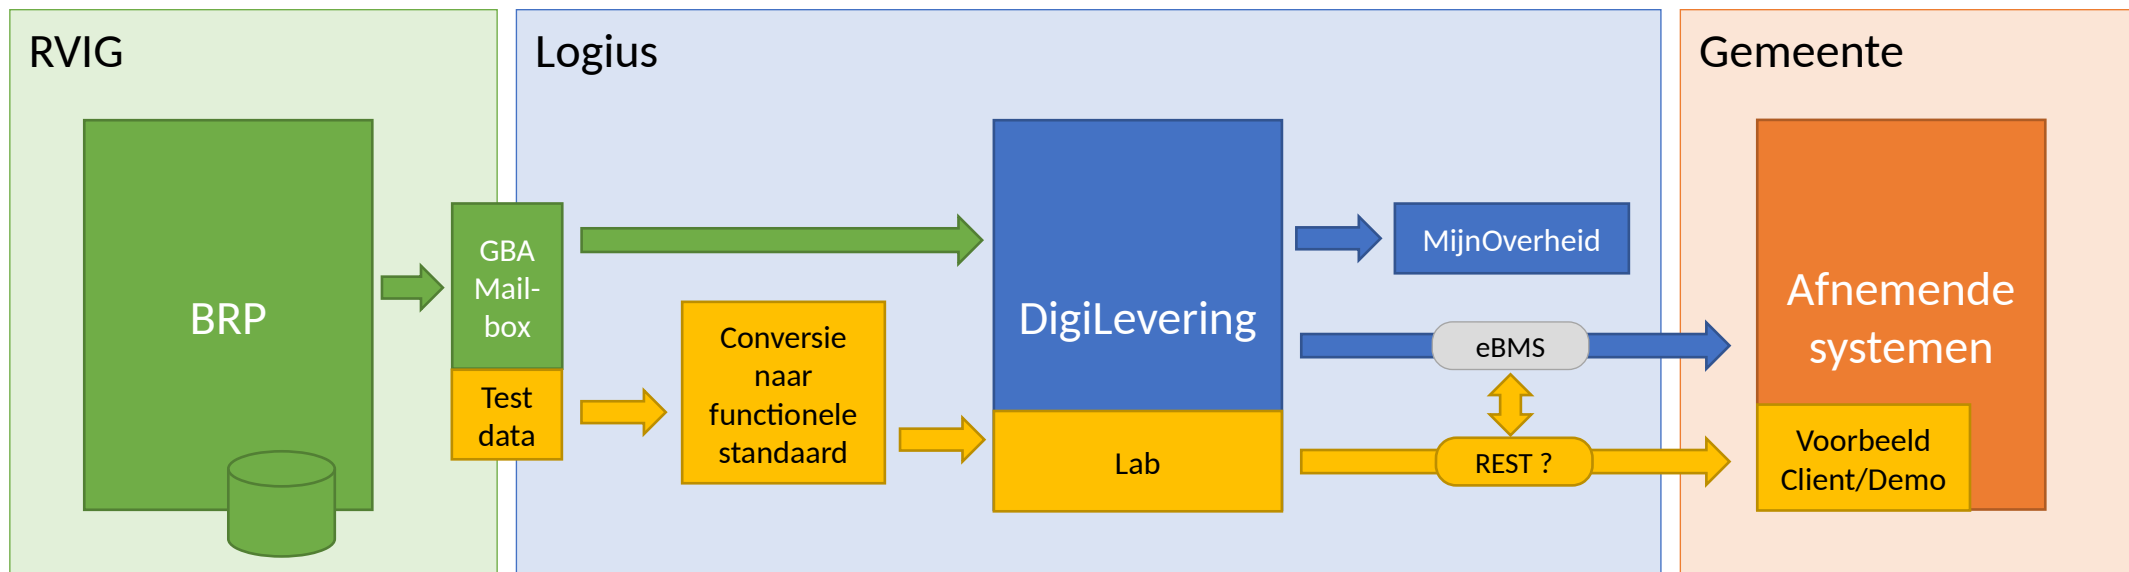 RVIG
Logius
Gemeente
BRP
GBA
Mail-
box
Test
data
Conversie
naar
functionele
standaard
DigiLevering
Lab
MijnOverheid
eBMS
REST ?
Afnemende
systemen
Voorbeeld
Client/Demo